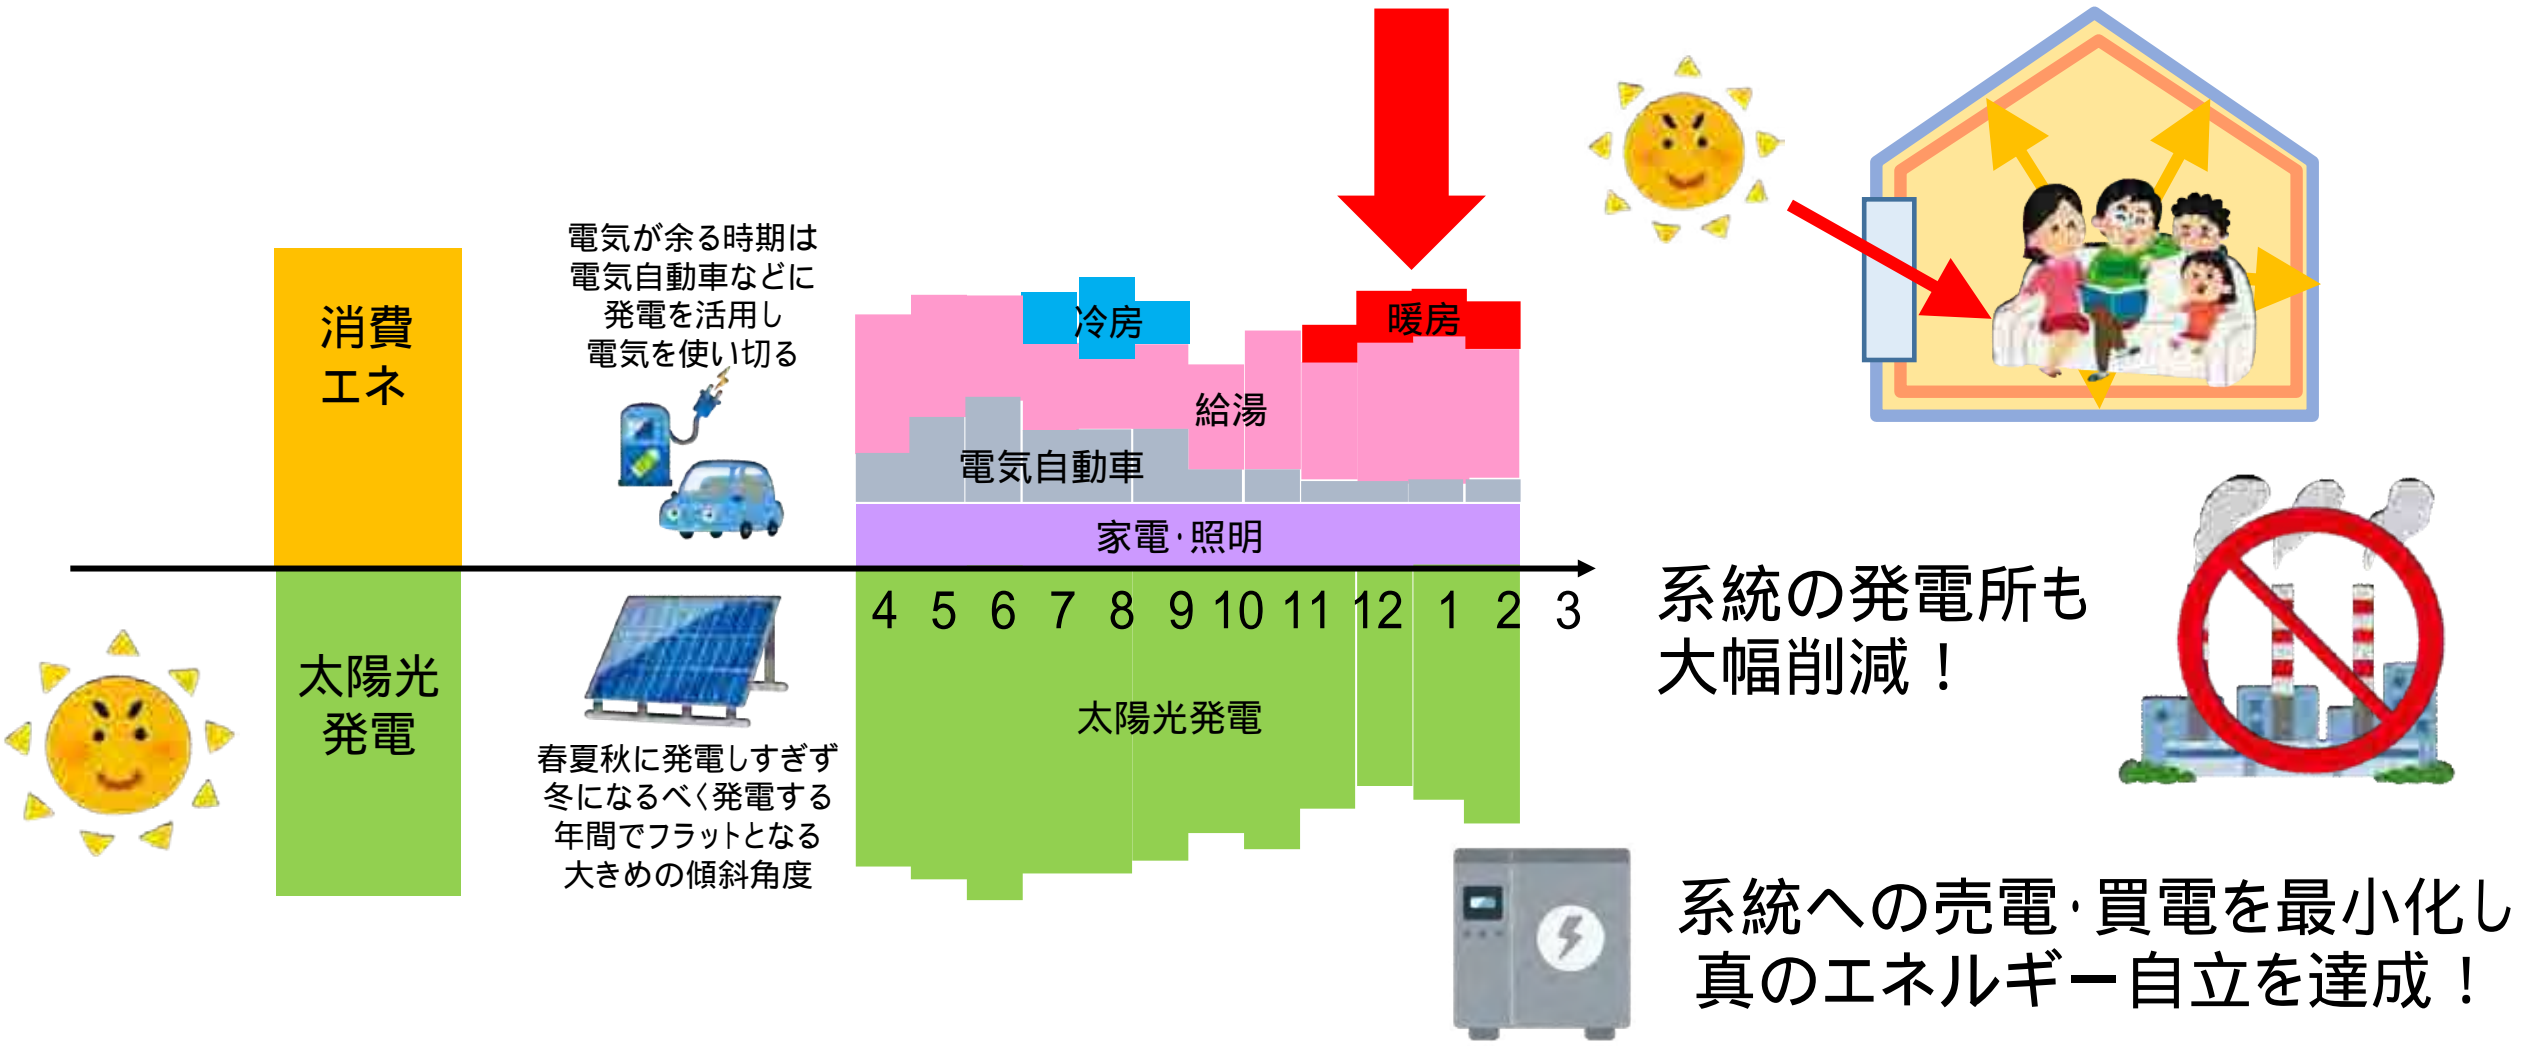 消費
エネ
太陽光
発電
電気が余る時期は
電気自動車などに
発電を活用し
電気を使い切る
春夏秋に発電しすぎず
冬になるべく発電する
年間でフラットとなる
大きめの傾斜角度
冷房
暖房
給湯
電気自動車
家電・照明
4 5 6 7 8 9 10 11 12 1 2 3
太陽光発電
系統の発電所も
大幅削減！
系統への売電・買電を最小化し
真のエネルギー自立を達成！